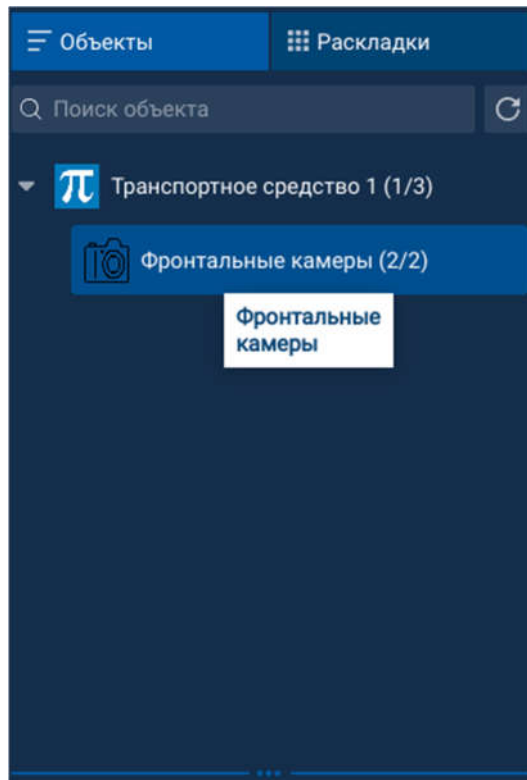 Объекты
Раскладки
Поиск объекта
π
Транспортное средство 1 (1/3)
Фронтальные камеры (2/2)
Фронтальные
камеры